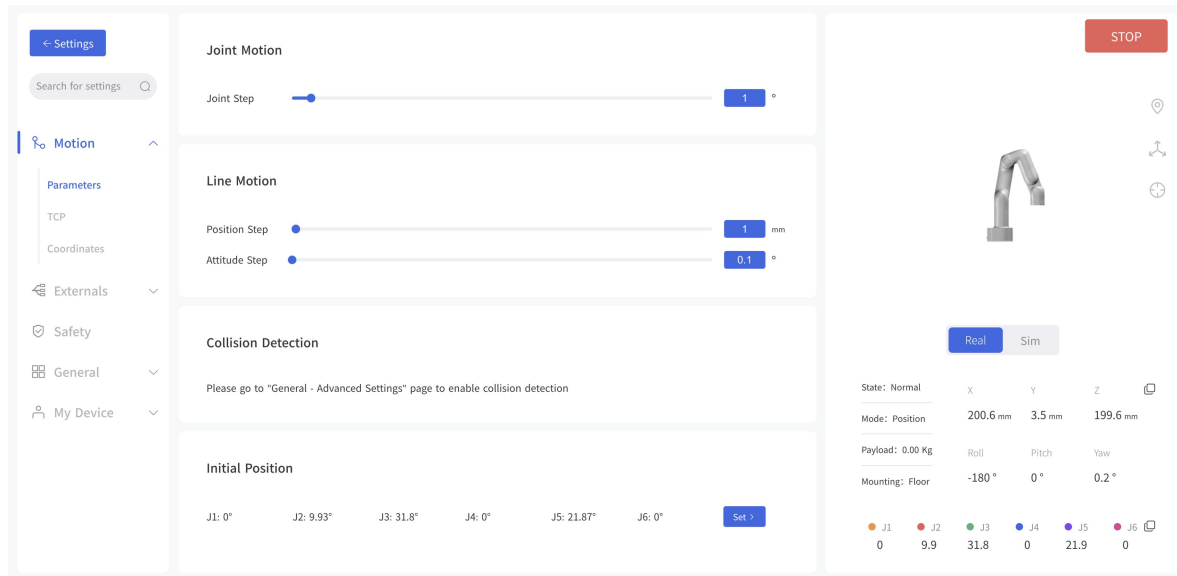 ← Settings
Search for settings
Motion
Parameters
TCP
Coordinates
Externals
Safety
General
My Device
Joint Motion
Joint Step 1 °
Line Motion
Position Step 1 mm
Attitude Step 0.1 °
Collision Detection
Please go to "General - Advanced Settings" page to enable collision detection
Initial Position
J1: 0° J2: 9.93° J3: 31.8° J4: 0° J5: 21.87° J6: 0° Set >
STOP
Real Sim
State: Normal
Mode: Position
Payload: 0.00 Kg
Mounting: Floor
X Y Z
200.6 mm 3.5 mm 199.6 mm
Roll Pitch Yaw
-180 ° 0 ° 0.2 °
J1 J2 J3 J4 J5 J6
0 9.9 31.8 0 21.9 0